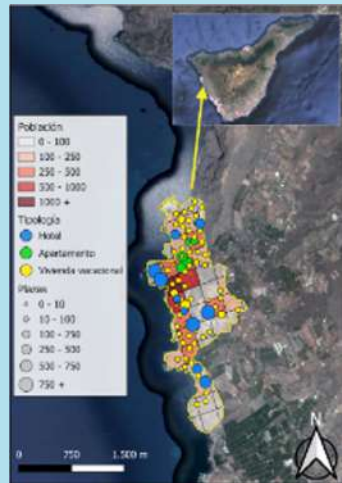 Población
0 - 100
100 - 250
250 - 500
500 - 1000
1000 +
Tipología
Hotel
Apartamento
Vivienda vacacional
Plazas
0 - 10
10 - 100
100 - 250
250 - 500
500 - 750
750 +
N
0 750 1.500 m